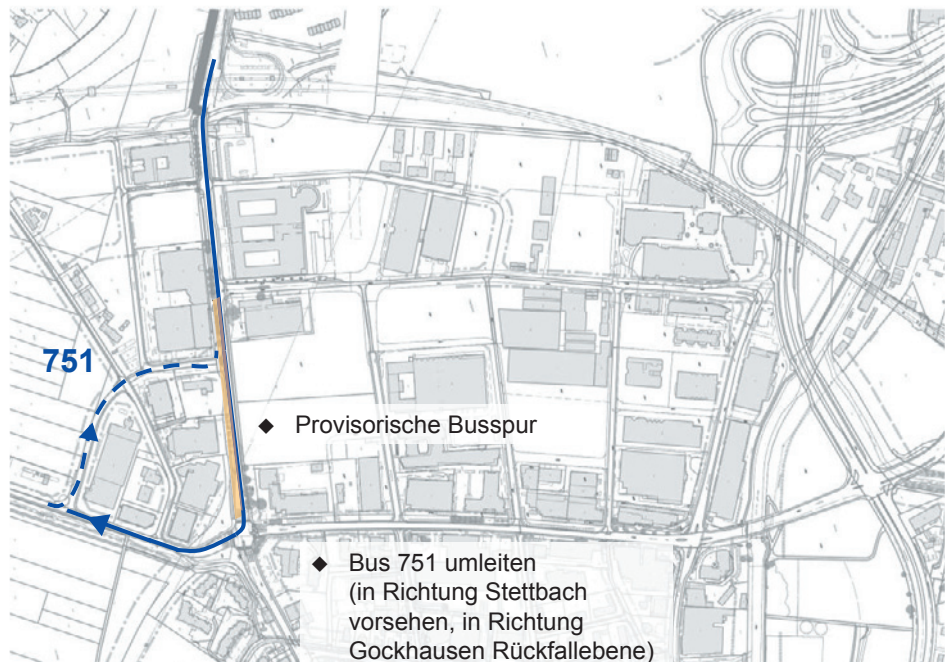 751
◆ Provisorische Busspur
◆ Bus 751 umleiten
(in Richtung Stettbach
vorsehen, in Richtung
Gockhausen Rückfallebene)